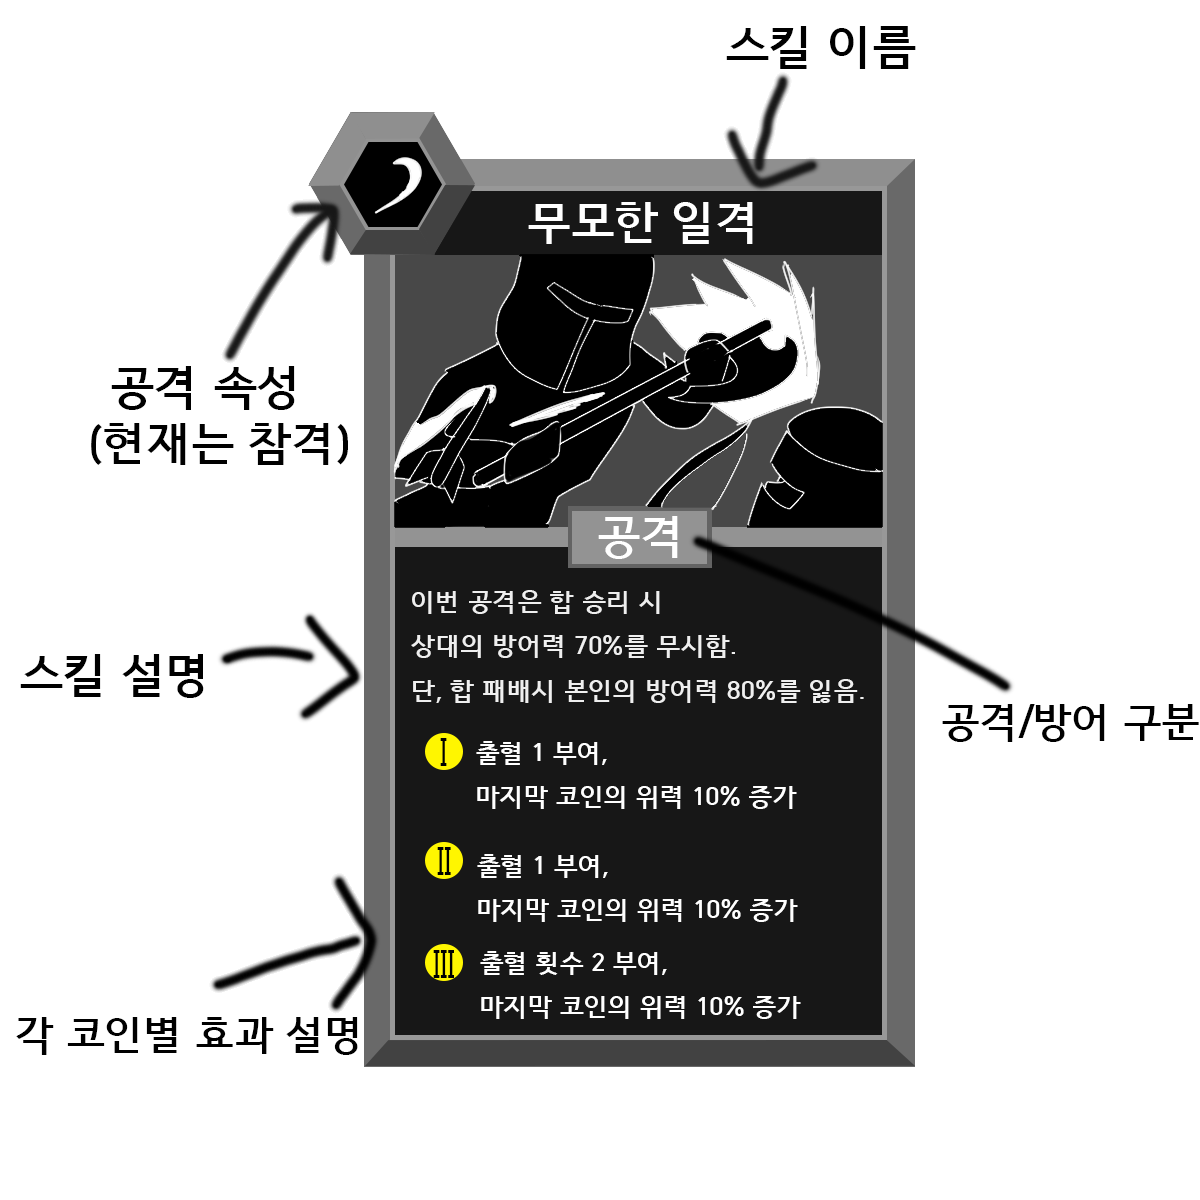 스킬 이름
무모한 일격
공격 속성
(현재는 참격)
공격
이번 공격은 합 승리 시
상대의 방어력 70%를 무시함.
단, 합 패배시 본인의 방어력 80%를 잃음.
스킬 설명
공격/방어 구분
I 출혈 1 부여,
마지막 코인의 위력 10% 증가
II 출혈 1 부여,
마지막 코인의 위력 10% 증가
III 출혈 횟수 2 부여,
마지막 코인의 위력 10% 증가
각 코인별 효과 설명